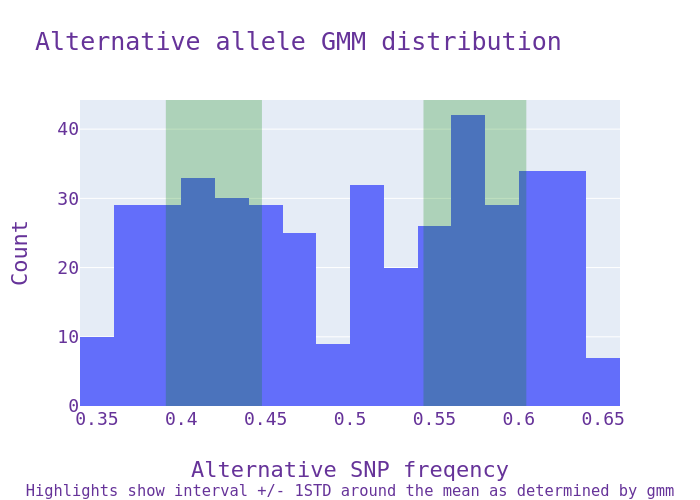 Alternative allele GMM distribution
Count
40
30
20
10
0
0.35 0.4 0.45 0.5 0.55 0.6 0.65
Alternative SNP freqency
Highlights show interval +/- 1STD around the mean as determined by gmm